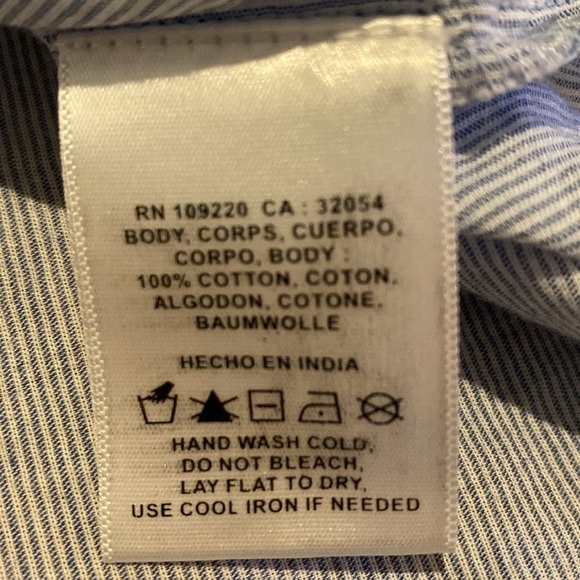 RN 109220 CA : 32054
BODY, CORPS, CUERPO,
CORPO, BODY :
100% COTTON, COTON,
ALGODON, COTONE,
BAUMWOLLE
HECHO EN INDIA
HAND WASH COLD,
DO NOT BLEACH,
LAY FLAT TO DRY,
USE COOL IRON IF NEEDED